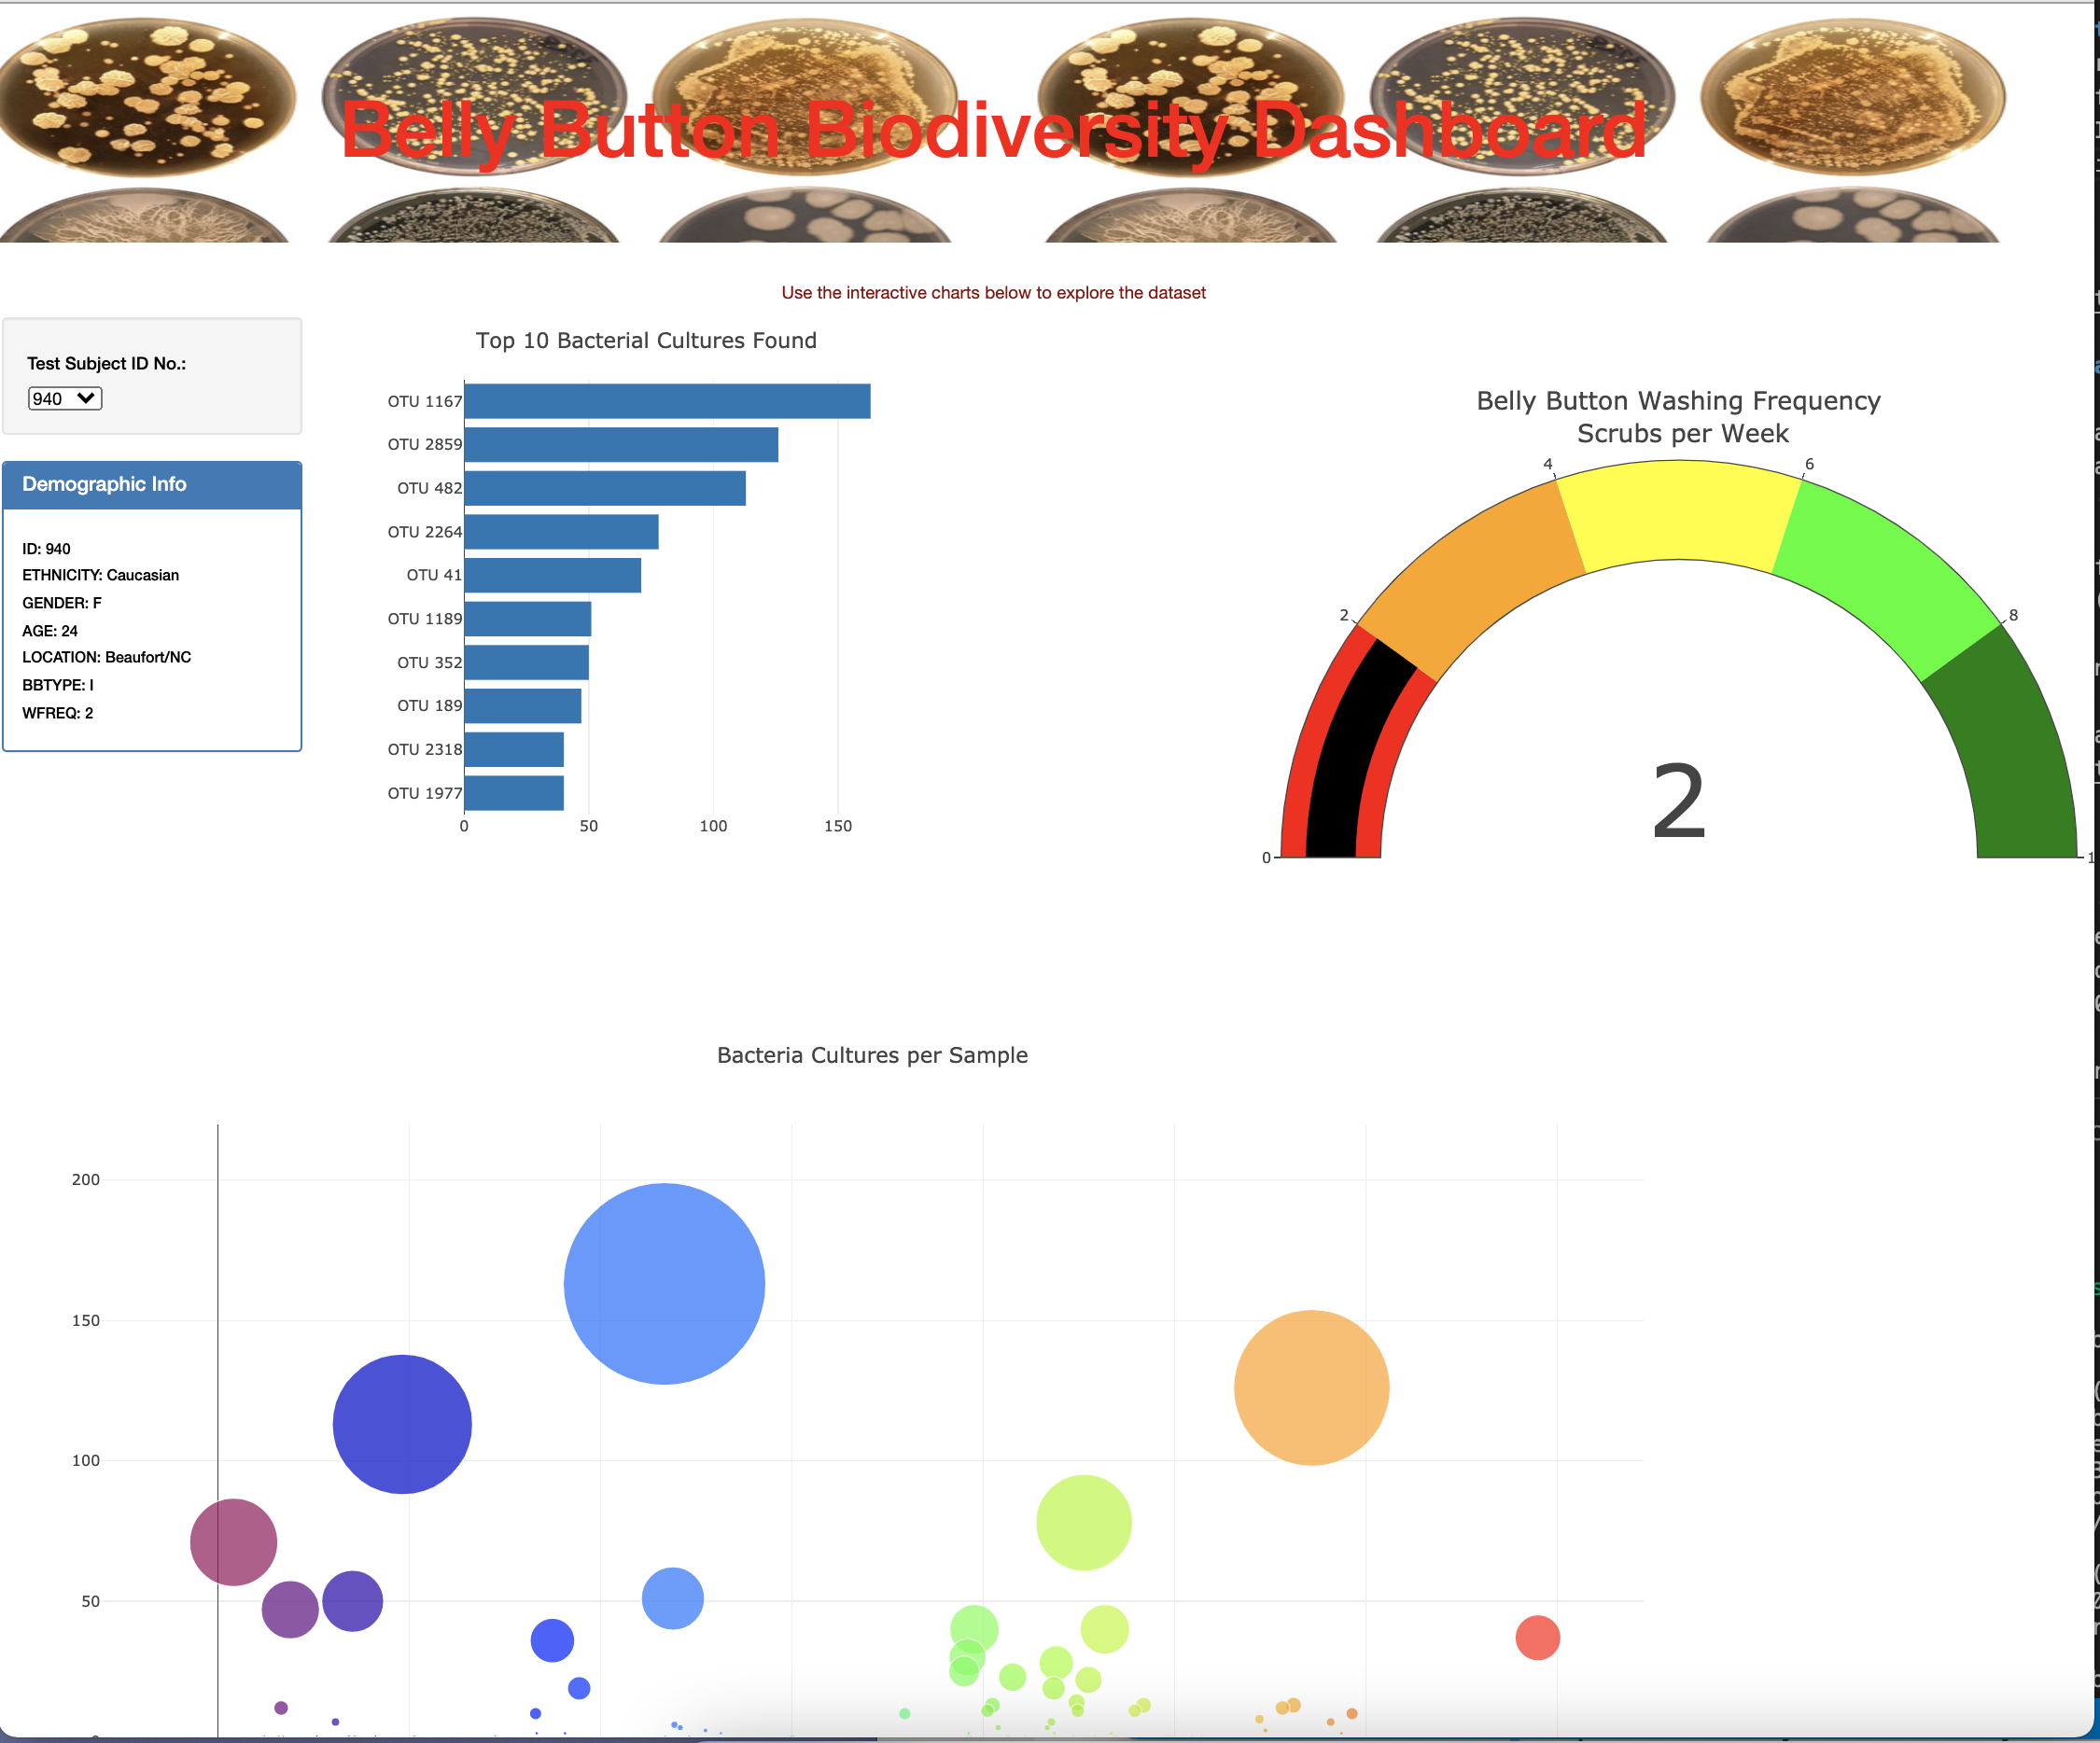 Belly Button Biodiversity Dashboard
Use the interactive charts below to explore the dataset
Test Subject ID No.:
940
Demographic Info
ID: 940
ETHNICITY: Caucasian
GENDER: F
AGE: 24
LOCATION: Beaufort/NC
BBTYPE: I
WFREQ: 2
Top 10 Bacterial Cultures Found
OTU 1167
OTU 2859
OTU 482
OTU 2264
OTU 41
OTU 1189
OTU 352
OTU 189
OTU 2318
OTU 1977
0 50 100 150
Belly Button Washing Frequency
Scrubs per Week
0 2 4 6 8
2
Bacteria Cultures per Sample
200
150
100
50